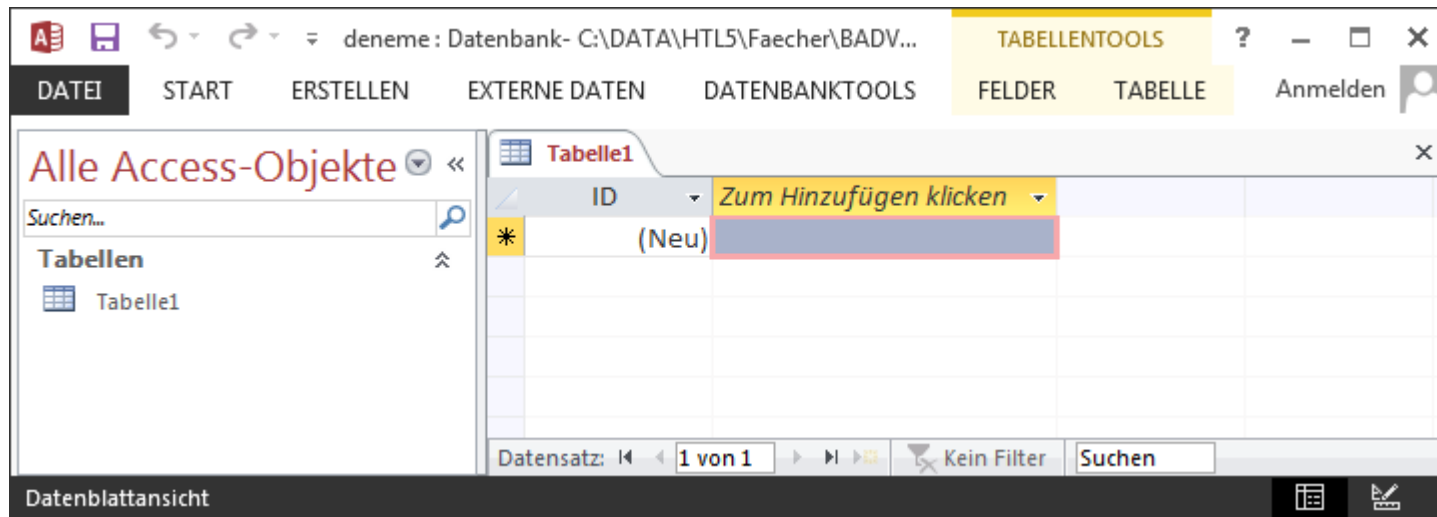 deneme : Datenbank- C:\DATA\HTL5\Faecher\BADV... TABELLENTOOLS ?
DATEI START ERSTELLEN EXTERNE DATEN DATENBANKTOOLS FELDER TABELLE Anmelden
Alle Access-Objekte «
Suchen...
Tabellen
Tabelle1
Tabelle1
ID Zum Hinzufügen klicken
(Neu)
Datensatz: 1 von 1 Kein Filter Suchen
Datenblattansicht